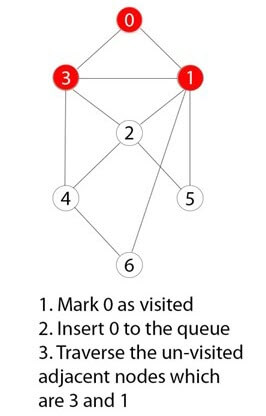 0
3
1
2
4
5
6
1. Mark 0 as visited
2. Insert 0 to the queue
3. Traverse the un-visited
adjacent nodes which
are 3 and 1